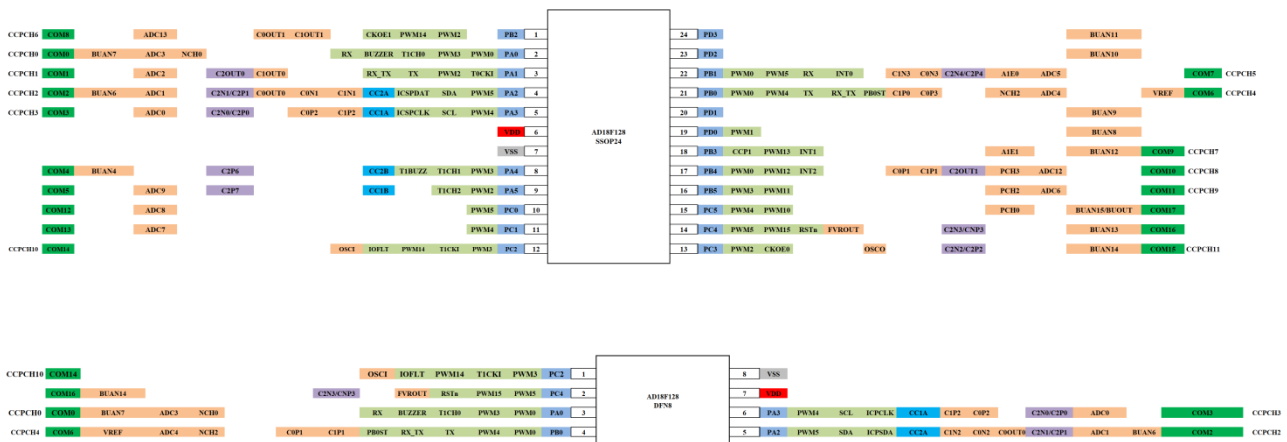 CCPCH6 COM8 ADC13 C0OUT1 C1OUT1 CKOE1 PWM14 PWM2 PB2 1 24 PD3 BUAN11
CCPCH0 COM0 BUAN7 ADC3 NCH0 RX BUZZER T1CH0 PWM3 PWM0 PA0 2 23 PD2 BUAN10
CCPCH1 COM1 ADC2 C2OUT0 C1OUT0 RX_TX TX PWM2 T0CKI PA1 3 22 PB1 PWM0 PWM5 RX INT0 C1N3 C0N3 C2N4/C2P4 A1E0 ADC5 COM7 CCPCH5
CCPCH2 COM2 BUAN6 ADC1 C2N1/C2P1 C0OUT0 C0N1 C1N1 CC2A ICSPDAT SDA PWM5 PA2 4 21 PB0 PWM0 PWM4 TX RX_TX PB0ST C1P0 C0P3 NCH2 ADC4 VREF COM6 CCPCH4
CCPCH3 COM3 ADC0 C2N0/C2P0 C0P2 C1P2 CC1A ICSPCLK SCL PWM4 PA3 5 20 PD1 BUAN9
VDD 6 AD18F128 19 PD0 PWM1 BUAN8
VSS 7 SSOP24 18 PB3 CCP1 PWM13 INT1 A1E1 BUAN12 COM9 CCPCH7
COM4 BUAN4 C2P6 CC2B T1BUZZ T1CH1 PWM3 PA4 8 17 PB4 PWM0 PWM12 INT2 C0P1 C1P1 C2OUT1 PCH3 ADC12 COM10 CCPCH8
COM5 ADC9 C2P7 CC1B T1CH2 PWM2 PA5 9 16 PB5 PWM3 PWM11 PCH2 ADC6 COM11 CCPCH9
COM12 ADC8 PWM5 PC0 10 15 PC5 PWM4 PWM10 PCH0 BUAN15/BUOUT COM17
COM13 ADC7 PWM4 PC1 11 14 PC4 PWM5 PWM15 RSTn FVROUT C2N3/CNP3 BUAN13 COM16
CCPCH10 COM14 OSCI IOFLT PWM14 T1CKI PWM3 PC2 12 13 PC3 PWM2 CKOE0 OSCO C2N2/C2P2 BUAN14 COM15 CCPCH11
CCPCH10 COM14 OSCI IOFLT PWM14 T1CKI PWM3 PC2 1 8 VSS
COM16 BUAN14 C2N3/CNP3 FVROUT RSTn PWM15 PWM5 PC4 2 AD18F128 7 VDD
CCPCH0 COM0 BUAN7 ADC3 NCH0 RX BUZZER T1CH0 PWM3 PWM0 PA0 3 DFN8 6 PA3 PWM4 SCL ICPCLK CC1A C1P2 C0P2 C2N0/C2P0 ADC0 COM3 CCPCH3
CCPCH4 COM6 VREF ADC4 NCH2 C0P1 C1P1 PB0ST RX_TX TX PWM4 PWM0 PB0 4 5 PA2 PWM5 SDA ICPSDA CC2A C1N2 C0N2 C0OUT0 C2N1/C2P1 ADC1 BUAN6 COM2 CCPCH2